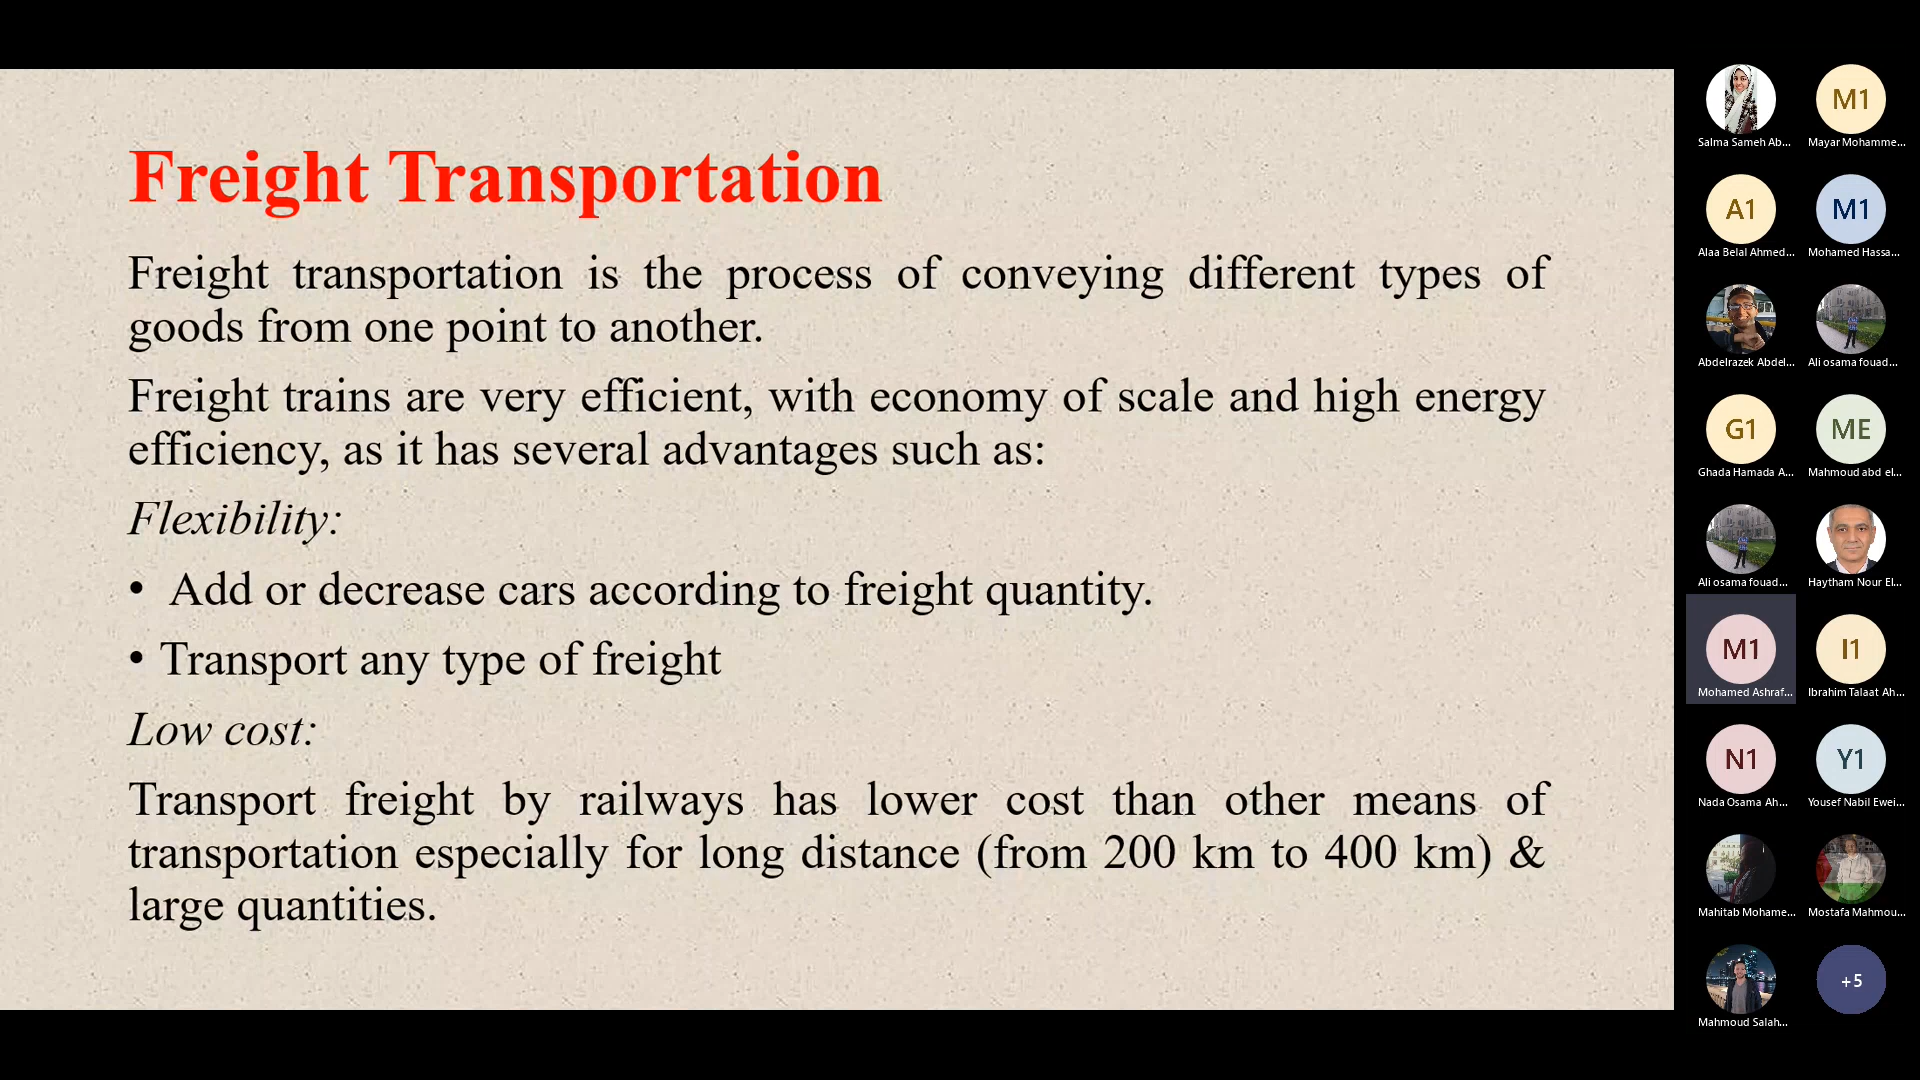 Freight Transportation
Freight transportation is the process of conveying different types of
goods from one point to another.
Freight trains are very efficient, with economy of scale and high energy
efficiency, as it has several advantages such as:
Flexibility:
• Add or decrease cars according to freight quantity.
• Transport any type of freight
Low cost:
Transport freight by railways has lower cost than other means of
transportation especially for long distance (from 200 km to 400 km) &
large quantities.
Salma Sameh Ab...
M1
Mayar Mohamme...
A1
Alaa Belal Ahmed...
M1
Mohamed Hassa...
Abdelrazek Abdel...
Ali osama fouad...
G1
Ghada Hamada A...
ME
Mahmoud abd el...
Ali osama fouad...
Haytham Nour El...
M1
Mohamed Ashraf...
I1
Ibrahim Talaat Ah...
N1
Nada Osama Ah...
Y1
Yousef Nabil Ewei...
Mahitab Mohame...
Mostafa Mahmou...
Mahmoud Salah...
+5